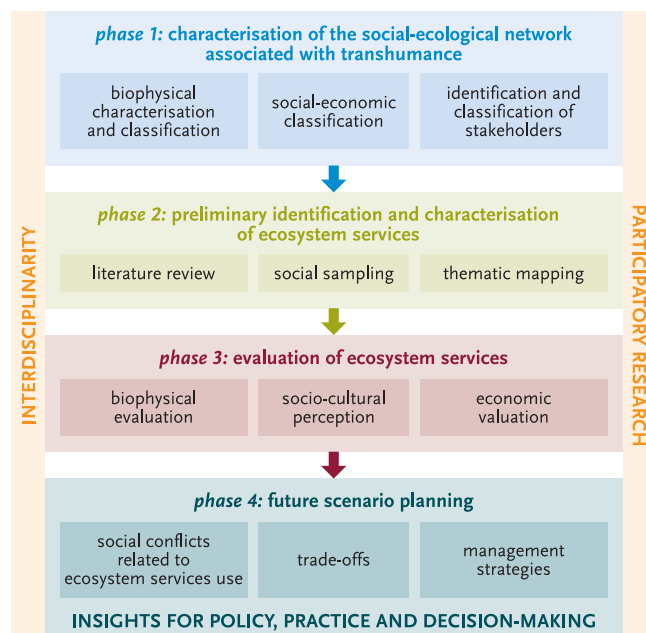 phase 1: characterisation of the social-ecological network
associated with transhumance
biophysical
characterisation
and classification
social-economic
classification
identification and
classification of
stakeholders
phase 2: preliminary identification and characterisation
of ecosystem services
literature review
social sampling
thematic mapping
phase 3: evaluation of ecosystem services
biophysical
evaluation
socio-cultural
perception
economic
valuation
phase 4: future scenario planning
social conflicts
related to
ecosystem services use
trade-offs
management
strategies
INSIGHTS FOR POLICY, PRACTICE AND DECISION-MAKING
INTERDISCIPLINARITY
PARTICIPATORY RESEARCH